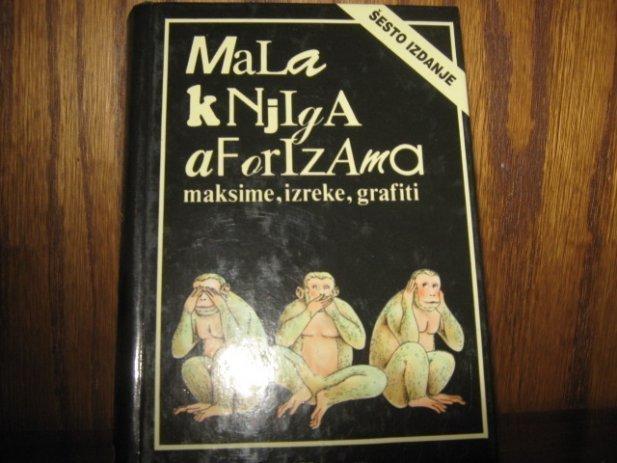 ŠESTO IZDANJE
MaLa
kNjIgA
aForIzAma
maksime, izreke, grafiti